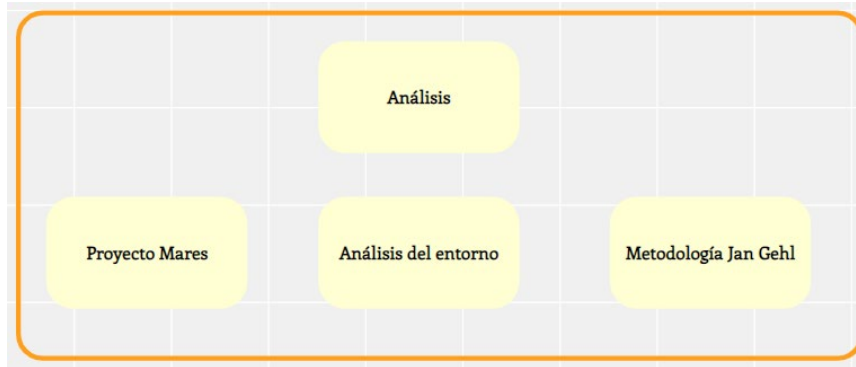 Análisis
Proyecto Mares
Análisis del entorno
Metodología Jan Gehl